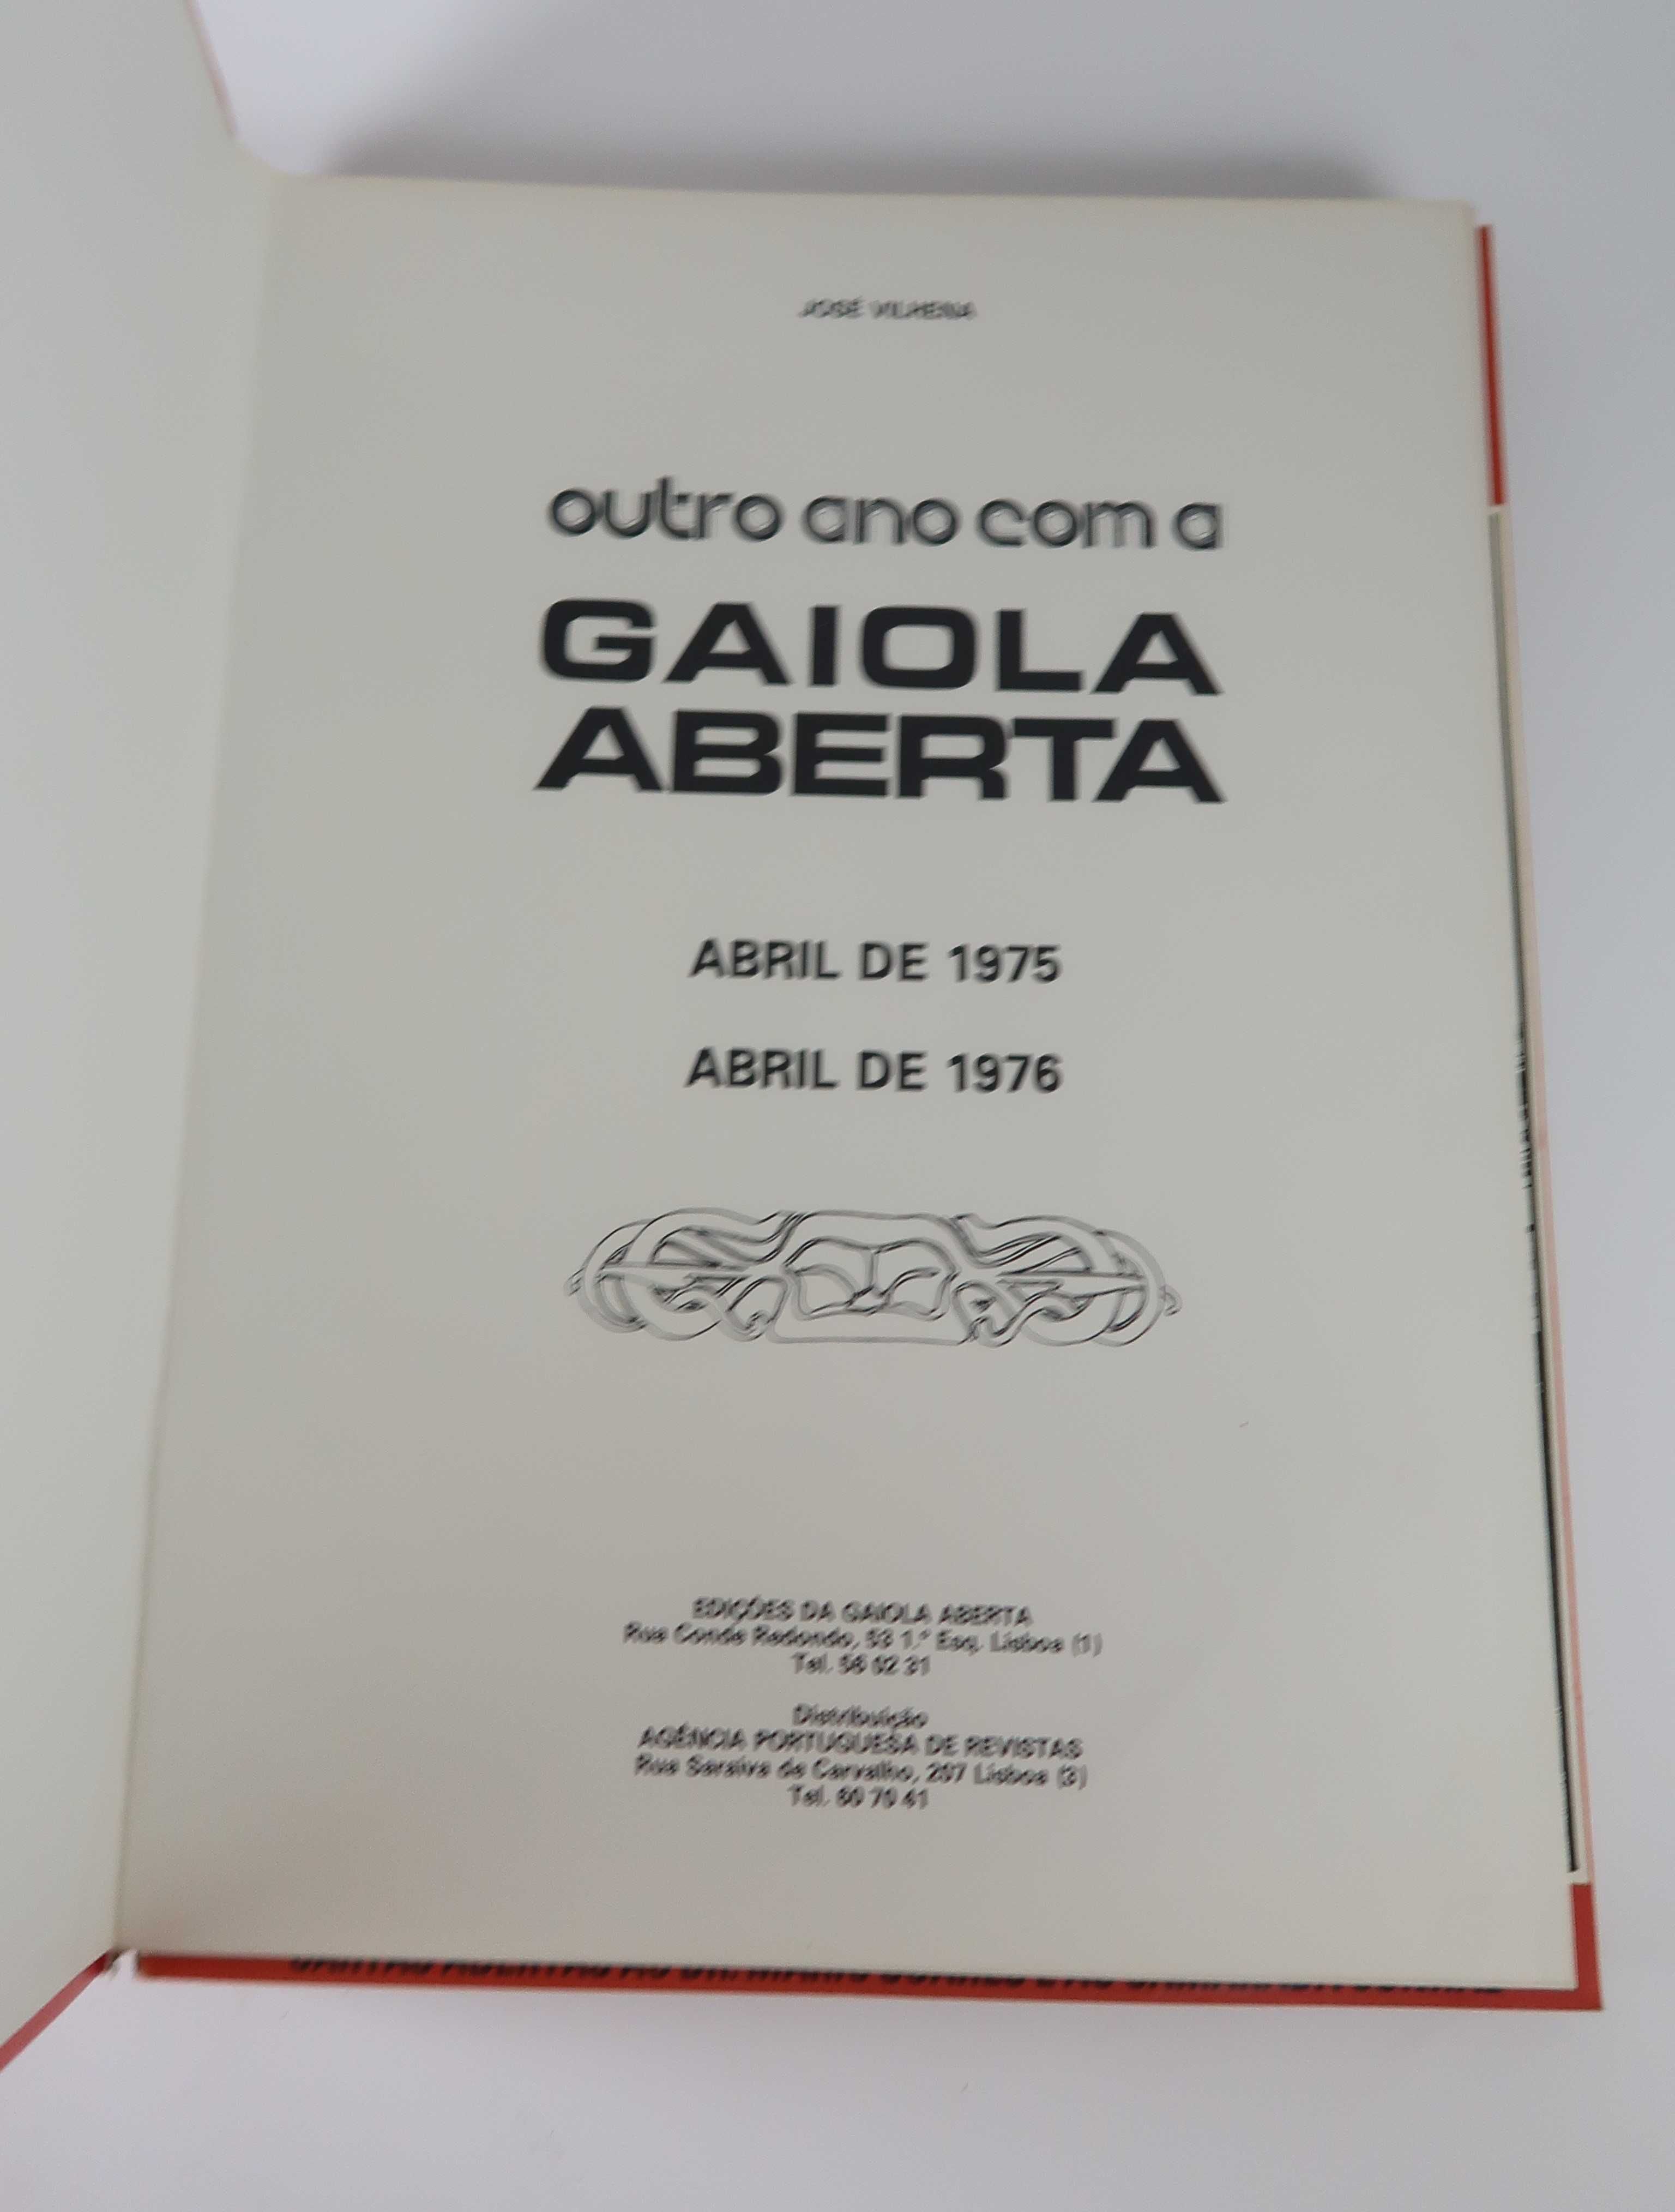 JOSÉ VILHENA
outro ano com a
GAIOLA
ABERTA
ABRIL DE 1975
ABRIL DE 1976
EDIÇÕES DA GAIOLA ABERTA
Rua Conde Redondo, 53 1.º Esq. Lisboa (1)
Tel. 56 02 31
Distribuição
AGÊNCIA PORTUGUESA DE REVISTAS
Rua Saraiva de Carvalho, 207 Lisboa (3)
Tel. 60 70 41